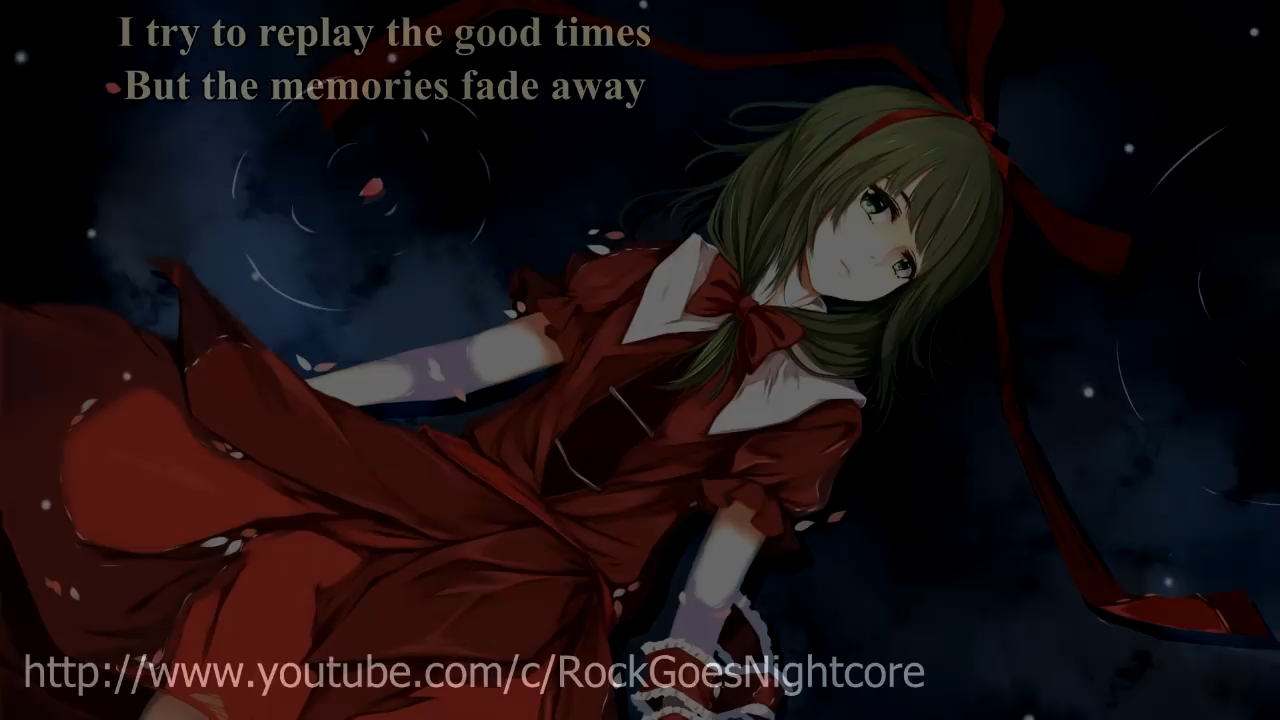 I try to replay the good times
But the memories fade away
http://www.youtube.com/c/RockGoesNightcore